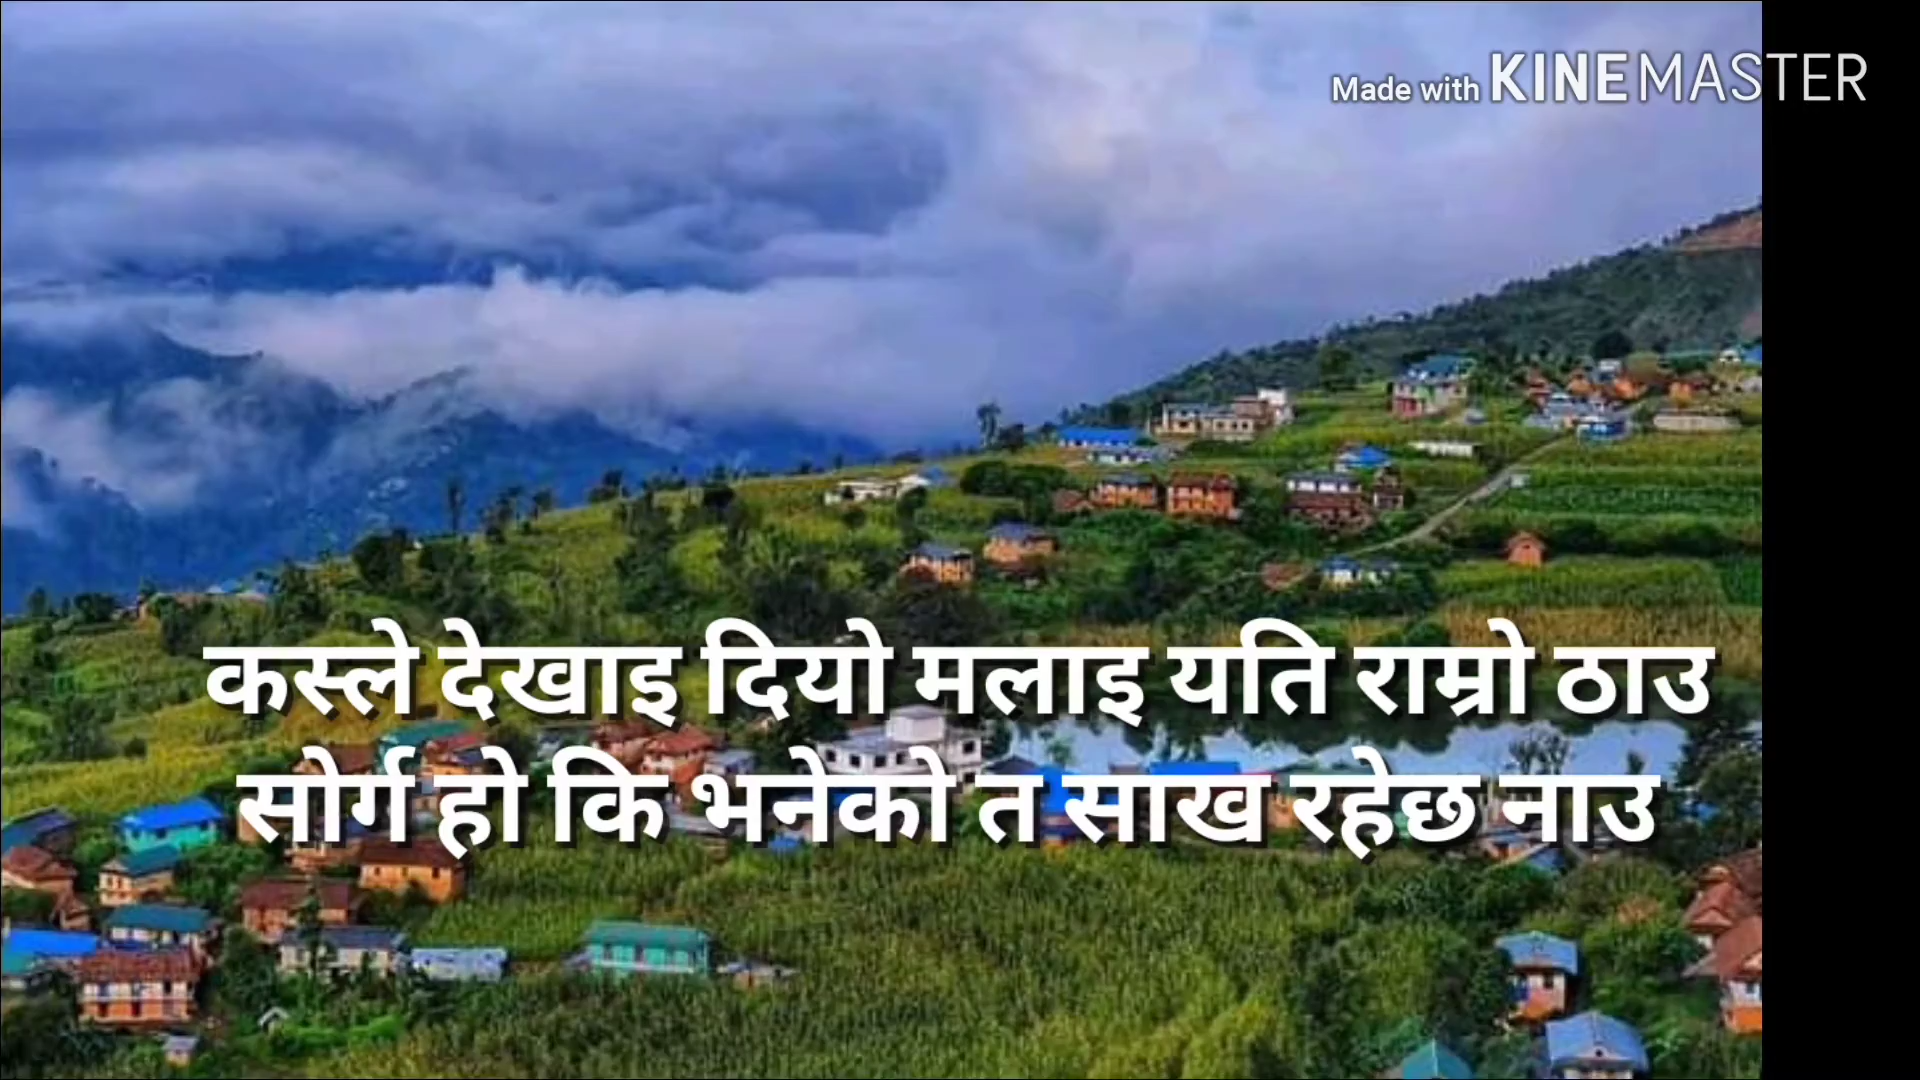 Made with KINEMASTER
कस्ले देखाइ दियो मलाइ यति राम्रो ठाउ
सोर्ग हो कि भनेको त साख रहेछ नाउ